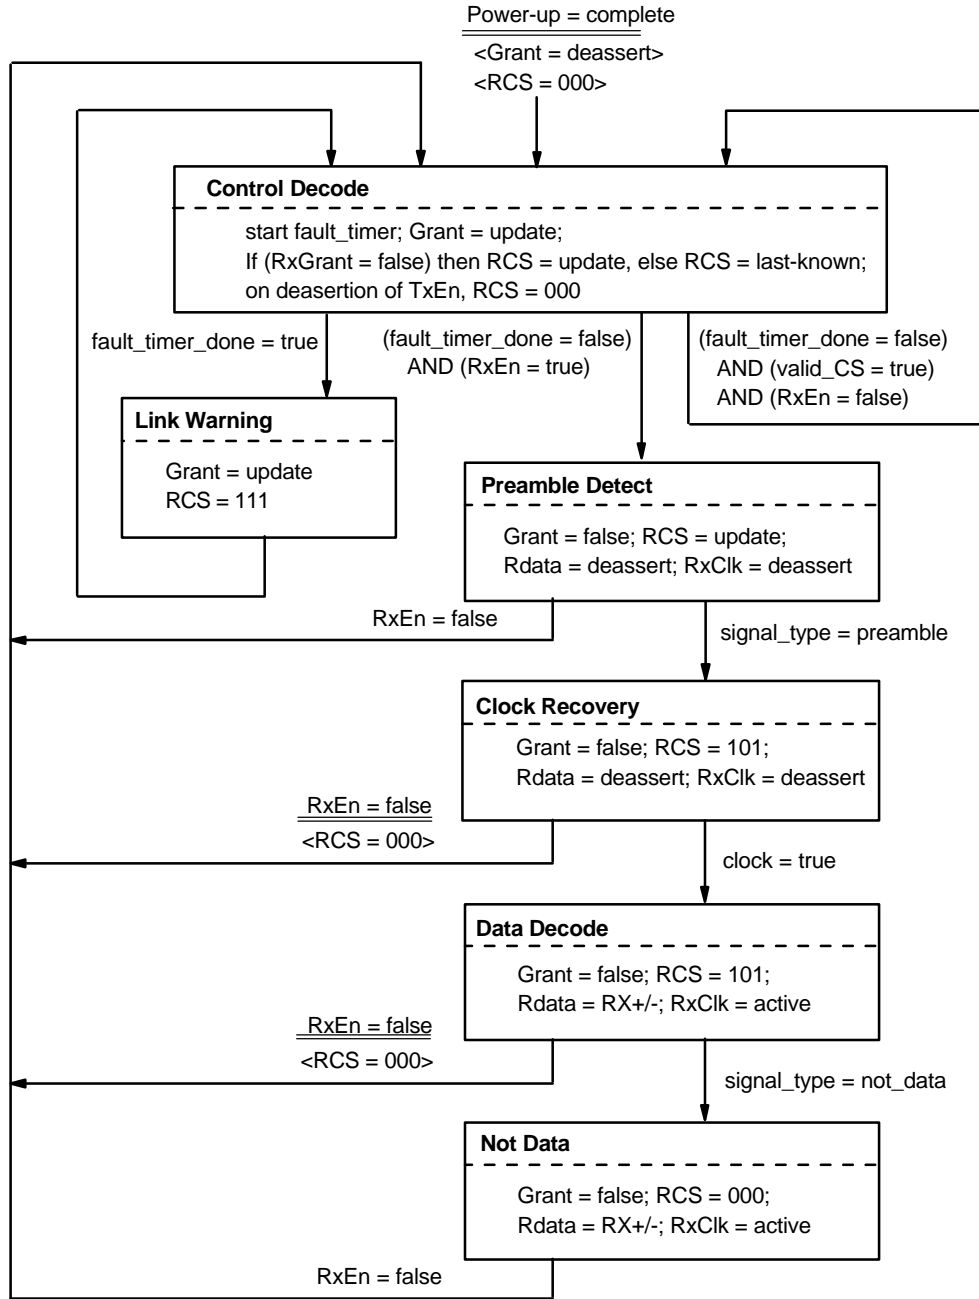 Power-up = complete
<Grant = deassert>
<RCS = 000>
Control Decode
start fault_timer; Grant = update;
If (RxGrant = false) then RCS = update, else RCS = last-known;
on deasertion of TxEn, RCS = 000
fault_timer_done = true
(fault_timer_done = false)
AND (RxEn = true)
(fault_timer_done = false)
AND (valid_CS = true)
AND (RxEn = false)
Link Warning
Grant = update
RCS = 111
Preamble Detect
Grant = false; RCS = update;
Rdata = deassert; RxClk = deassert
RxEn = false
signal_type = preamble
Clock Recovery
Grant = false; RCS = 101;
Rdata = deassert; RxClk = deassert
RxEn = false
<RCS = 000>
clock = true
Data Decode
Grant = false; RCS = 101;
Rdata = RX+/-; RxClk = active
RxEn = false
<RCS = 000>
signal_type = not_data
Not Data
Grant = false; RCS = 000;
Rdata = RX+/-; RxClk = active
RxEn = false